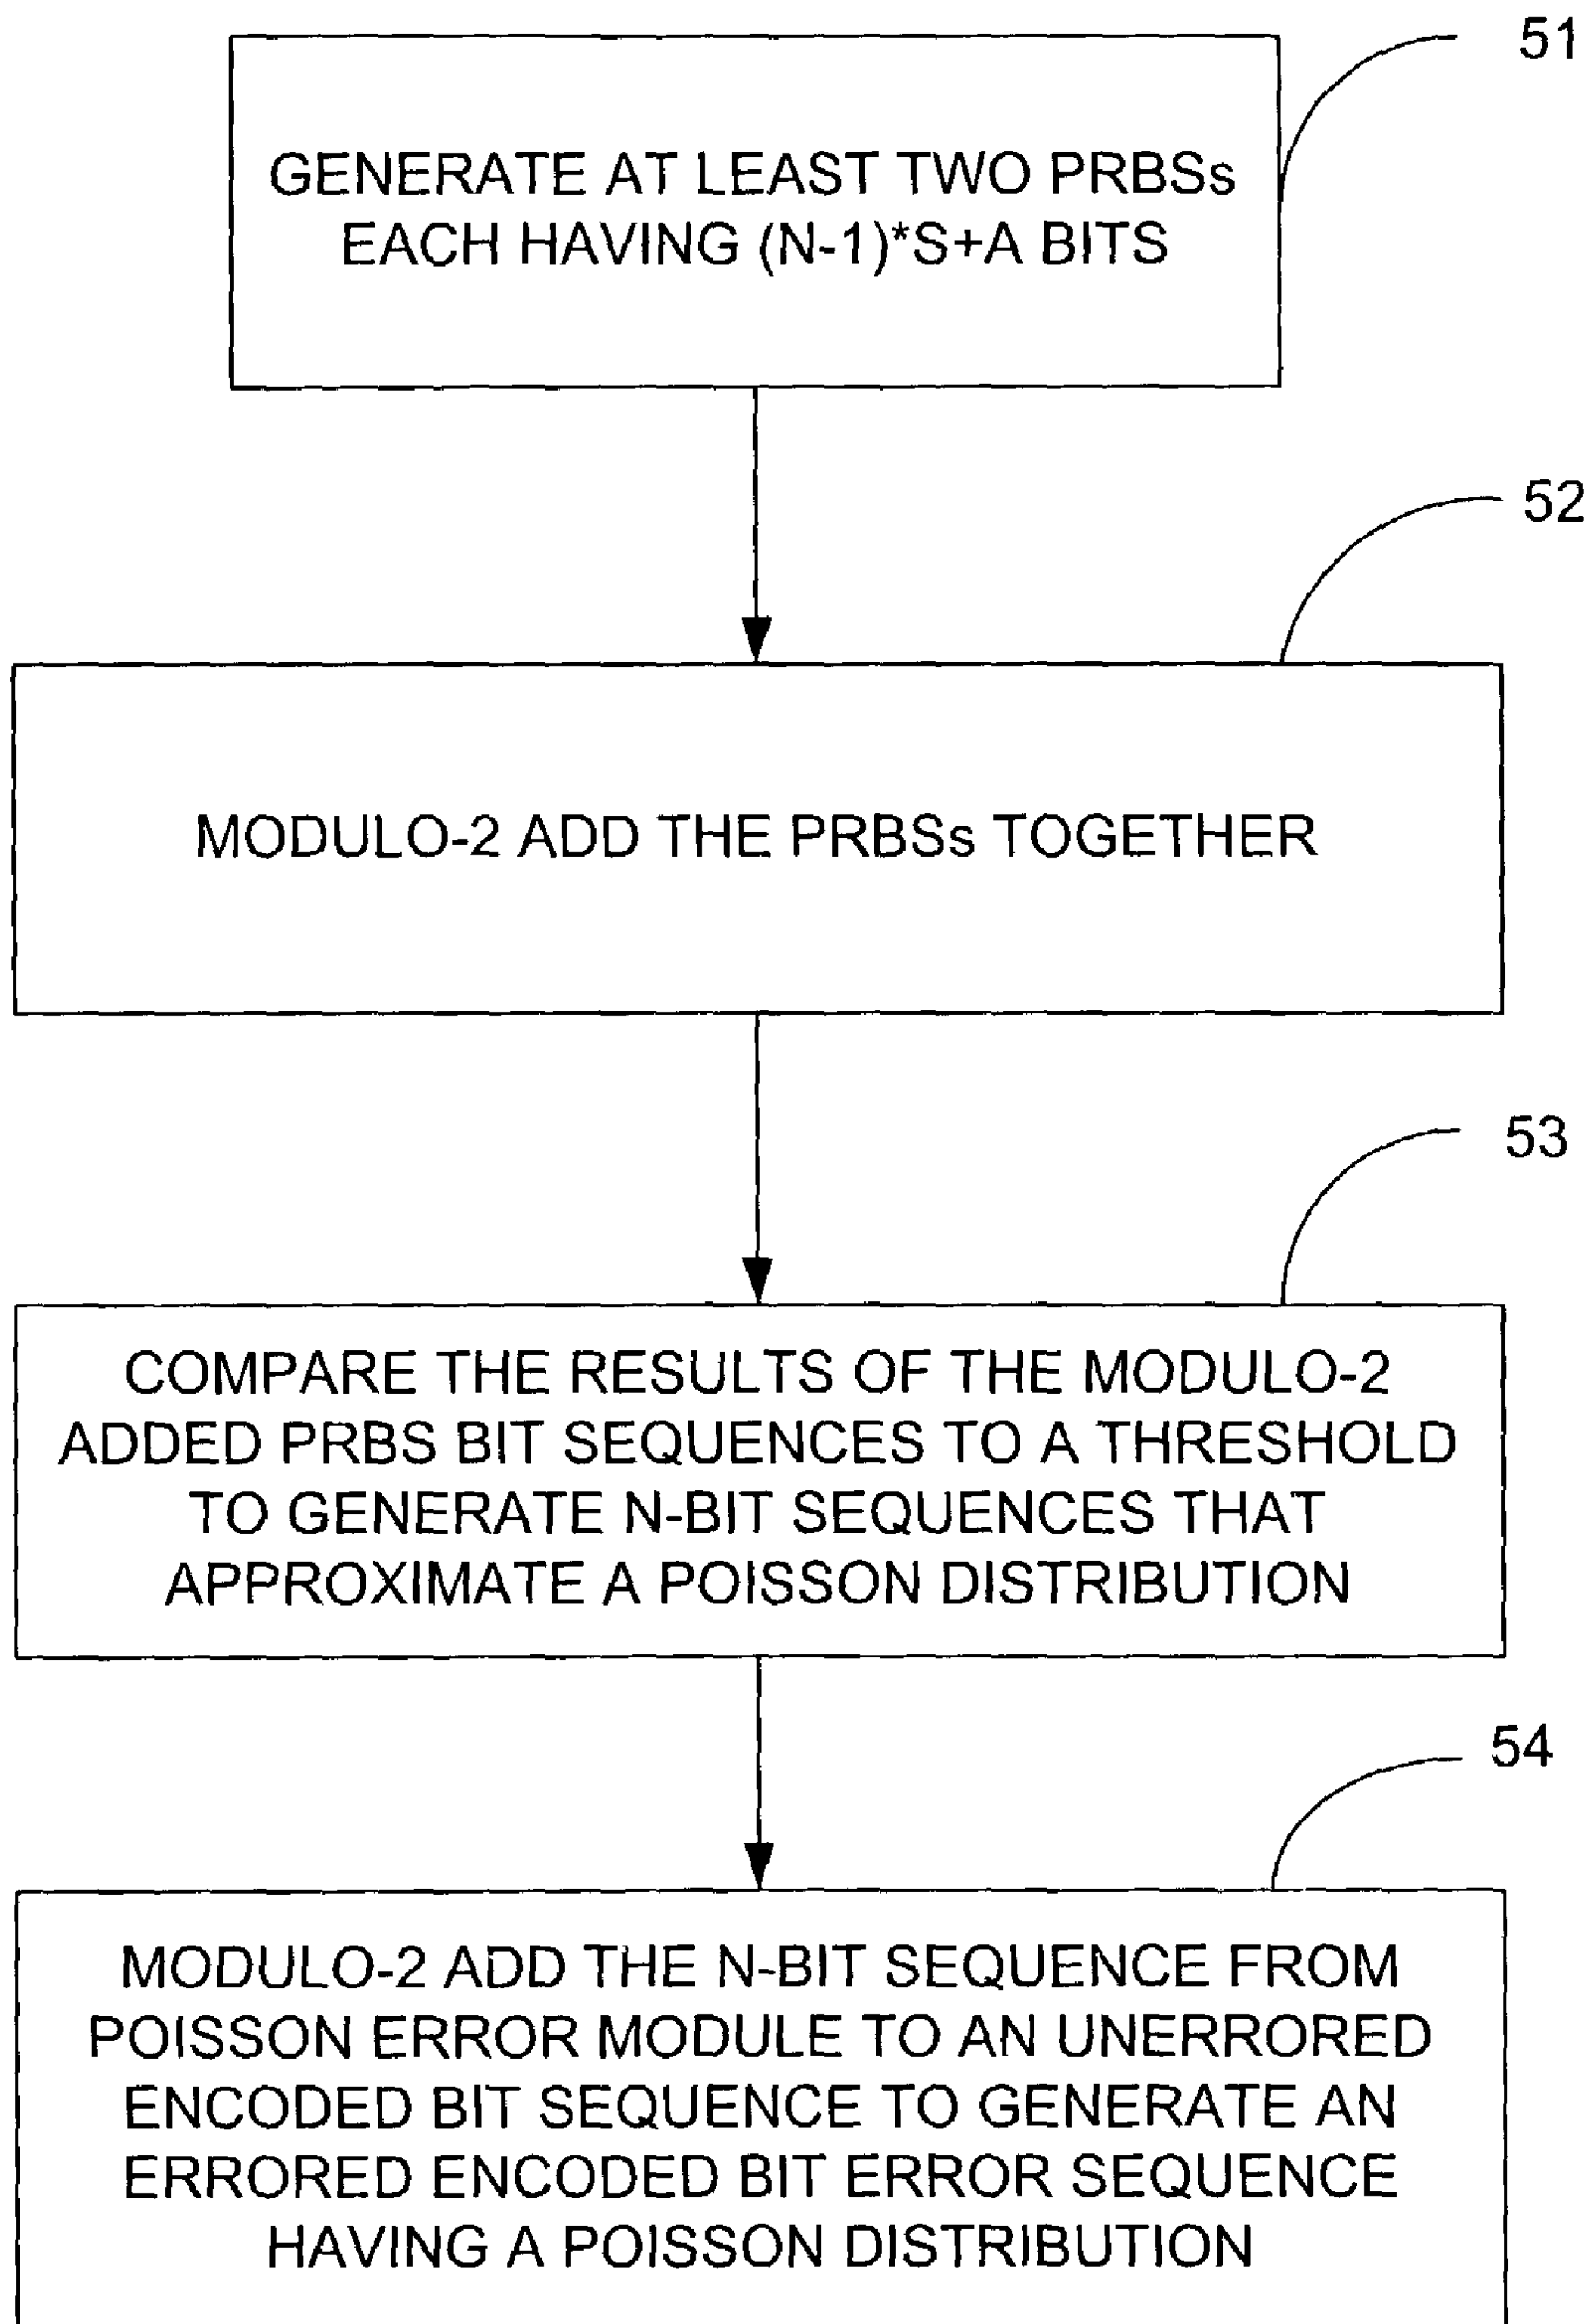 51
GENERATE AT LEAST TWO PRBSs
EACH HAVING (N-1)*S+A BITS
52
MODULO-2 ADD THE PRBSs TOGETHER
53
COMPARE THE RESULTS OF THE MODULO-2
ADDED PRBS BIT SEQUENCES TO A THRESHOLD
TO GENERATE N-BIT SEQUENCES THAT
APPROXIMATE A POISSON DISTRIBUTION
54
MODULO-2 ADD THE N-BIT SEQUENCE FROM
POISSON ERROR MODULE TO AN UNERRORED
ENCODED BIT SEQUENCE TO GENERATE AN
ERRORED ENCODED BIT ERROR SEQUENCE
HAVING A POISSON DISTRIBUTION